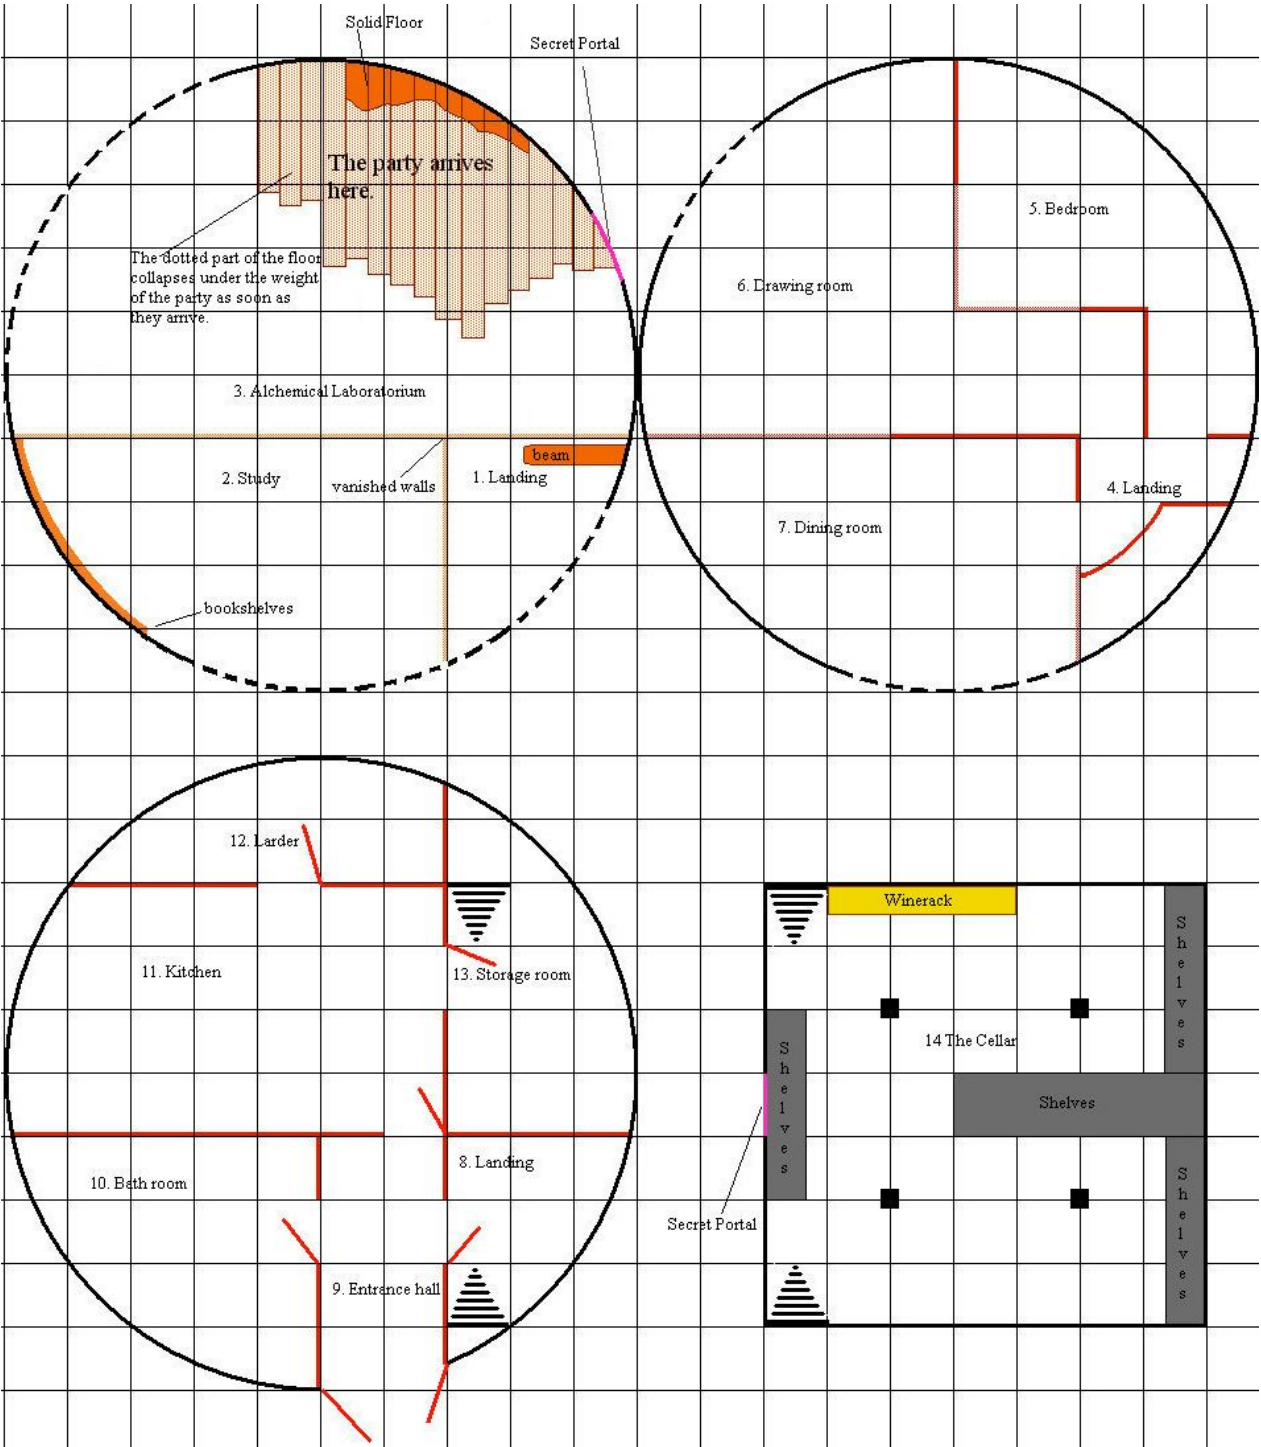 Solid Floor
Secret Portal
The party arrives
here.
The dotted part of the floor
collapses under the weight
of the party as soon as
they arrive.
3. Alchemical Laboratorium
beam
2. Study
vanished walls
1. Landing
bookshelves
5. Bedroom
6. Drawing room
4. Landing
7. Dining room
12. Larder
11. Kitchen
13. Storage room
8. Landing
10. Bath room
9. Entrance hall
Winerack
Shelves
14 The Cellar
Shelves
Shelves
Shelves
Secret Portal